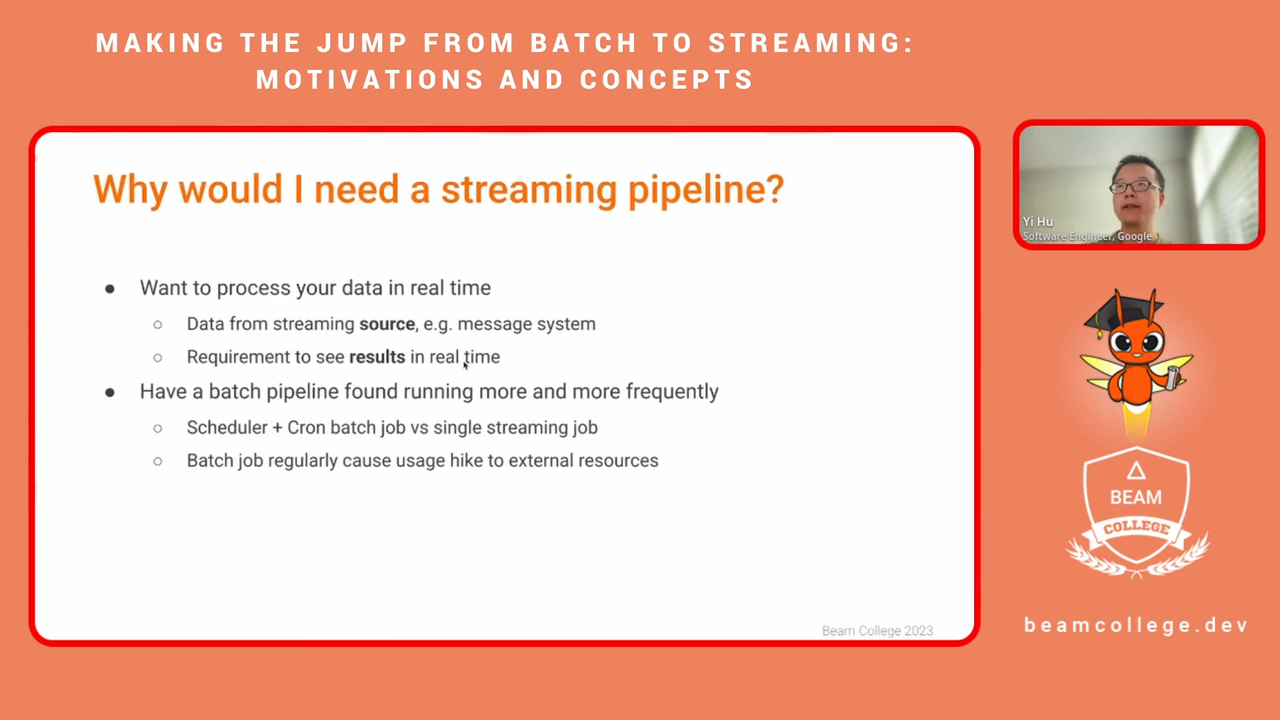 MAKING THE JUMP FROM BATCH TO STREAMING:
MOTIVATIONS AND CONCEPTS
Why would I need a streaming pipeline?
● Want to process your data in real time
○ Data from streaming source, e.g. message system
○ Requirement to see results in real time
● Have a batch pipeline found running more and more frequently
○ Scheduler + Cron batch job vs single streaming job
○ Batch job regularly cause usage hike to external resources
Beam College 2023
Yi Hu
Software Engineer, Google
BEAM
COLLEGE
beamcollege.dev